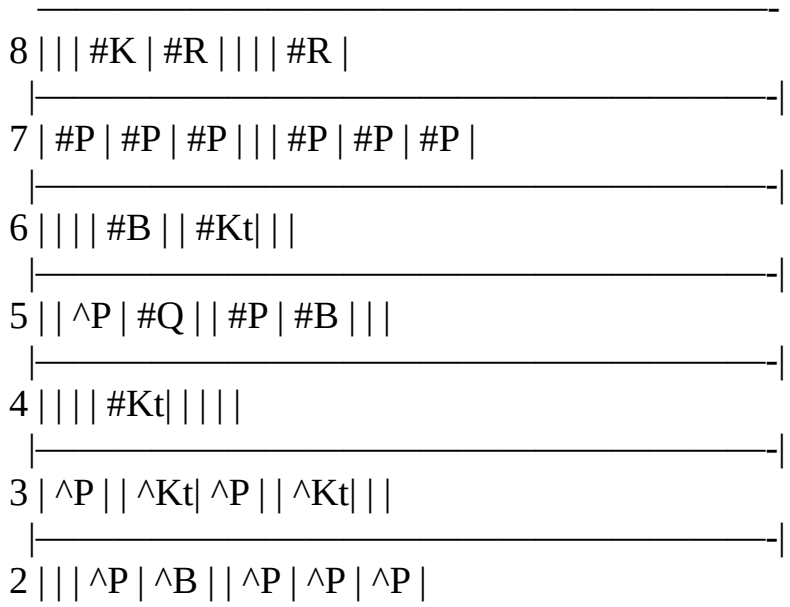 8 | | | #K | #R | | | | #R |
|———————————————————-|
7 | #P | #P | #P | | | #P | #P | #P |
|———————————————————-|
6 | | | | #B | | #Kt| | |
|———————————————————-|
5 | | ^P | #Q | | #P | #B | | |
|———————————————————-|
4 | | | | #Kt| | | | |
|———————————————————-|
3 | ^P | | ^Kt| ^P | | ^Kt| | |
|———————————————————-|
2 | | | ^P | ^B | | ^P | ^P | ^P |